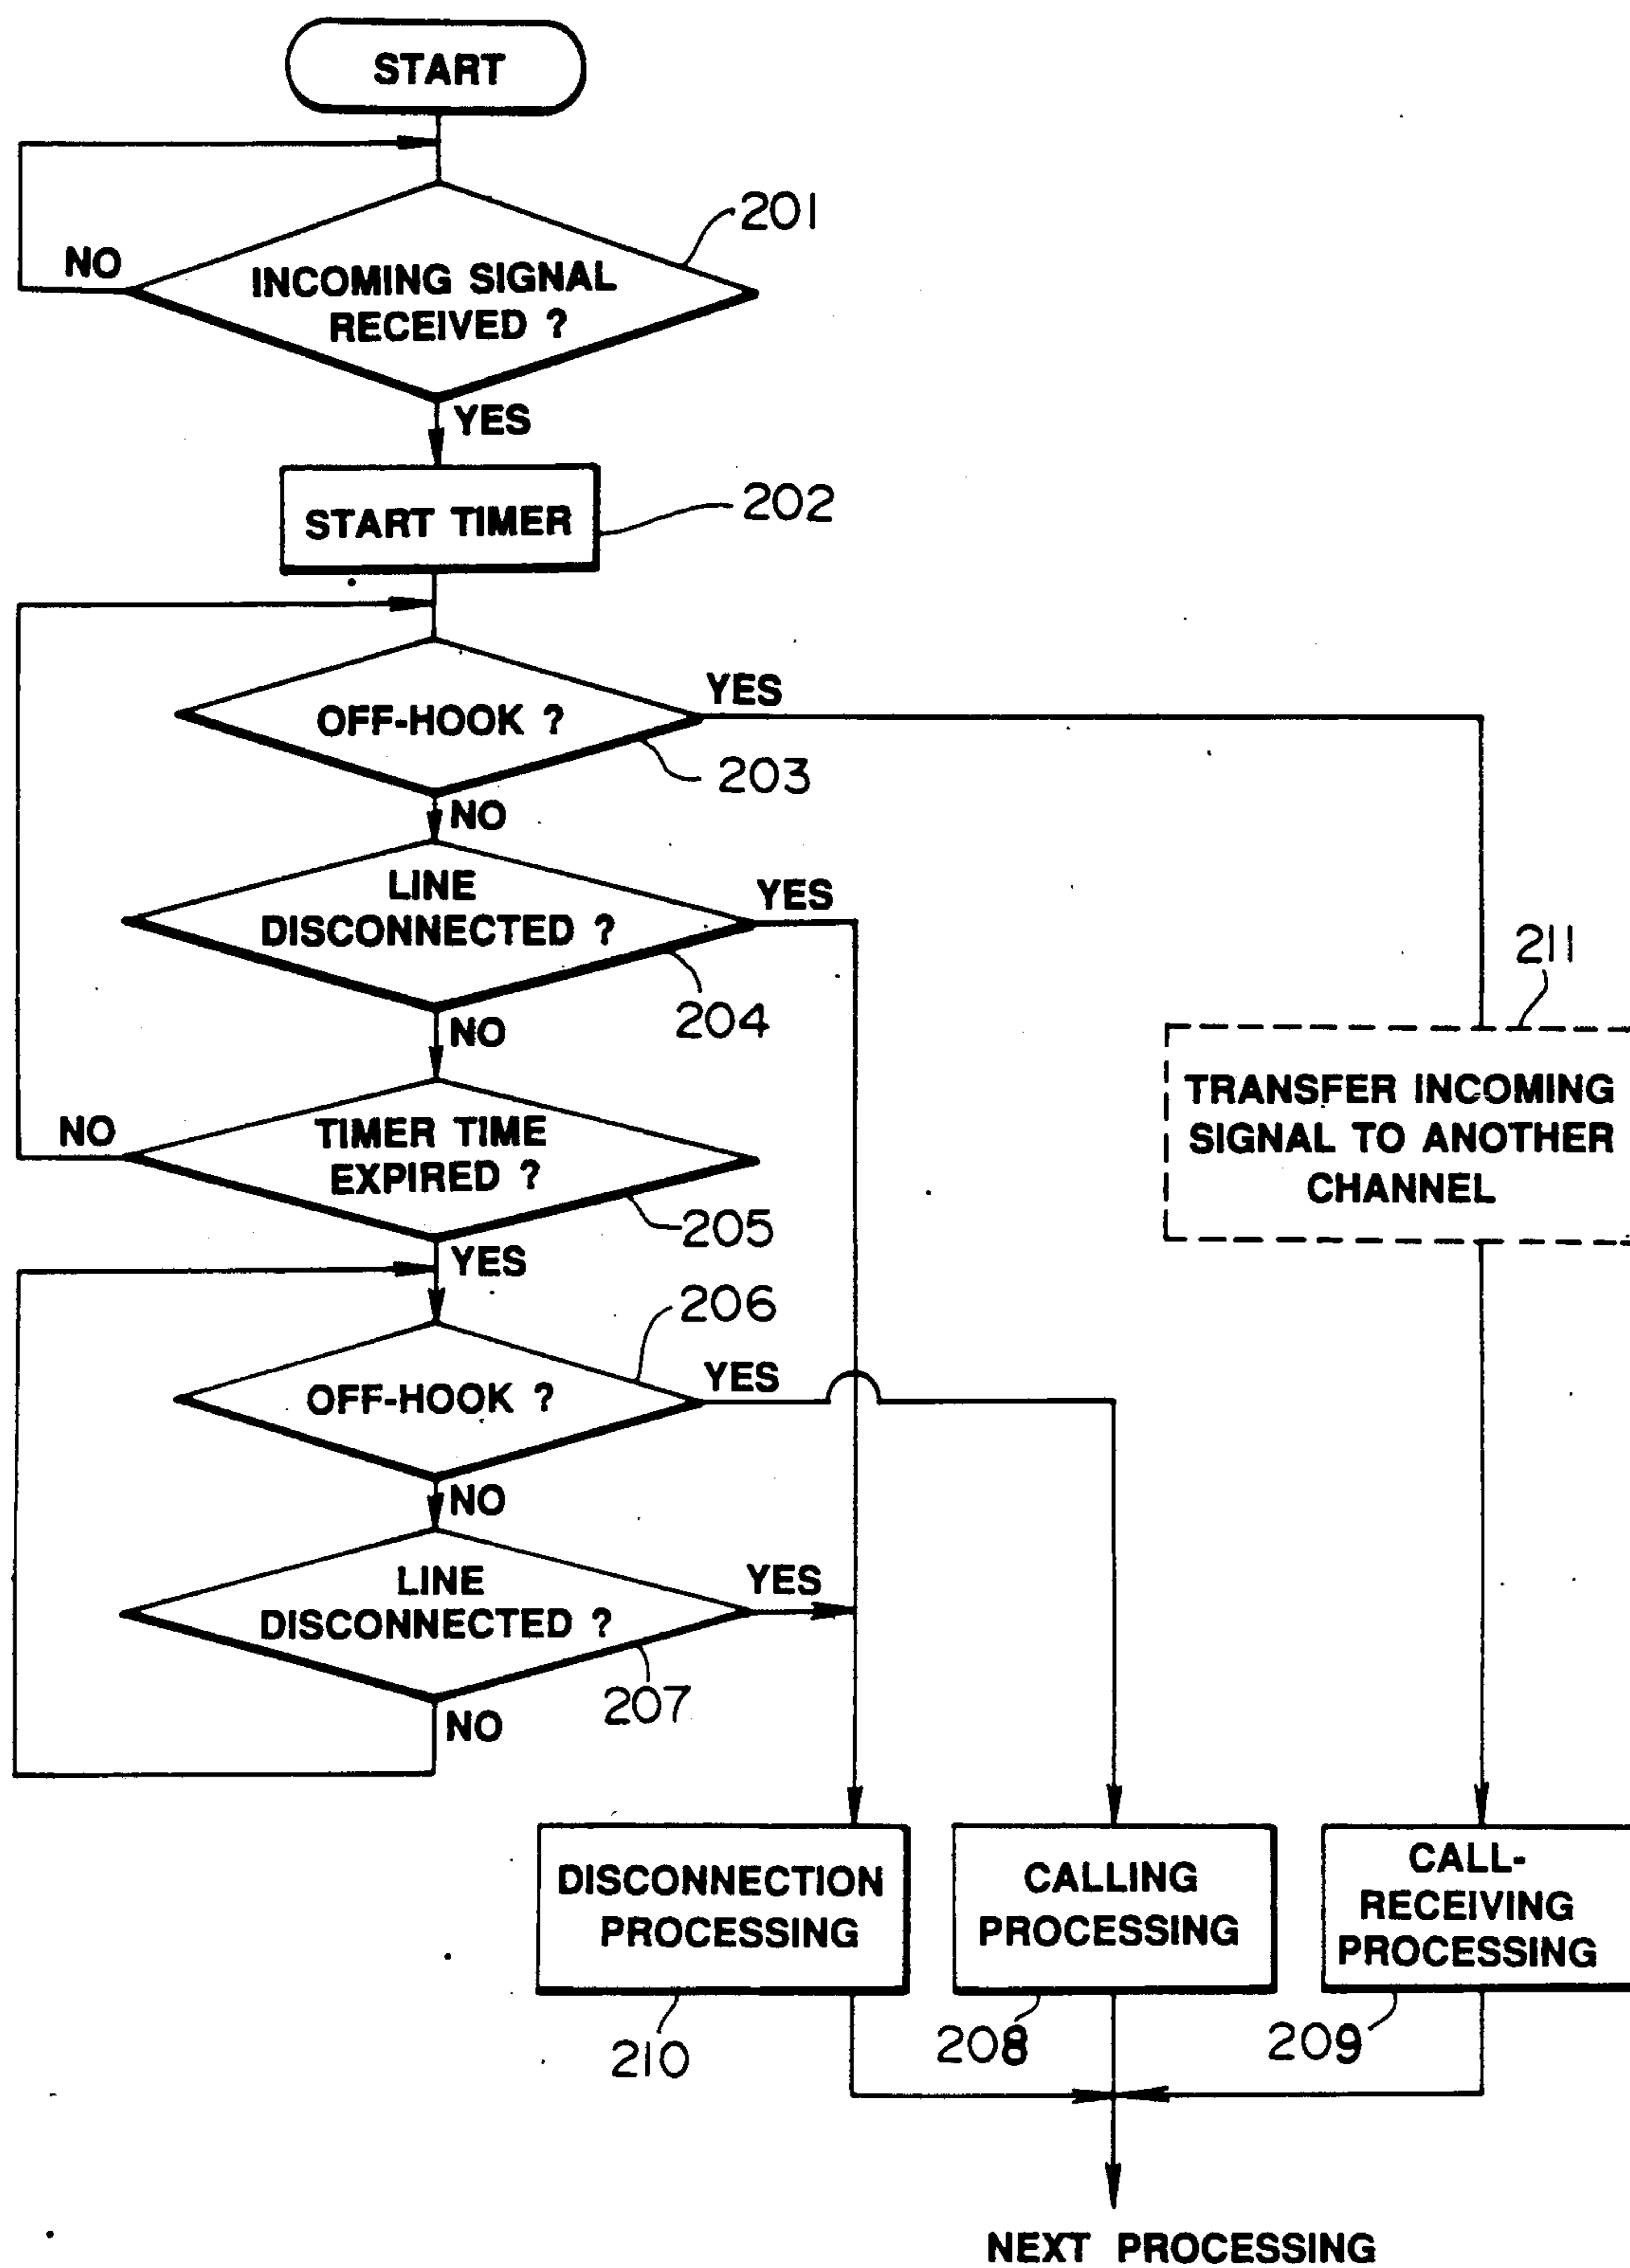 START
NO
201
INCOMING SIGNAL
RECEIVED ?
YES
START TIMER
202
OFF-HOOK ?
YES
203
NO
LINE
DISCONNECTED ?
YES
204
NO
211
TRANSFER INCOMING
SIGNAL TO ANOTHER
CHANNEL
NO
TIMER TIME
EXPIRED ?
205
YES
206
OFF-HOOK ?
YES
NO
LINE
DISCONNECTED ?
YES
207
NO
DISCONNECTION
PROCESSING
CALLING
PROCESSING
CALL-
RECEIVING
PROCESSING
210
208
209
NEXT PROCESSING